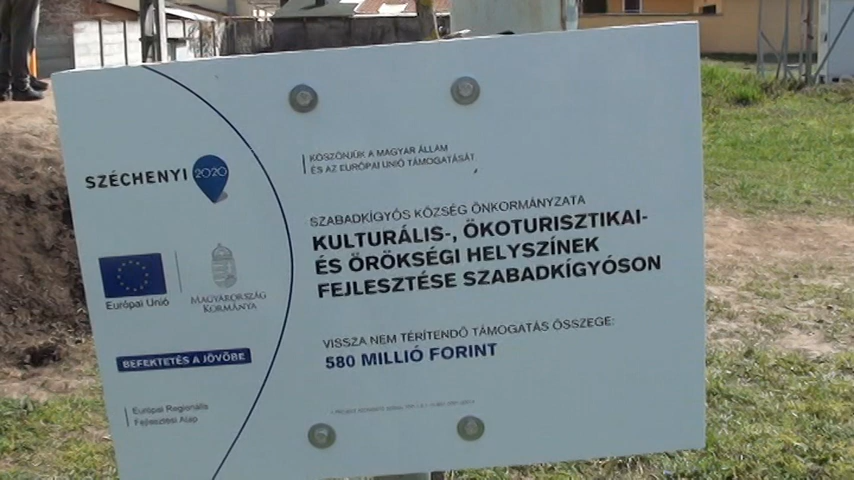 SZÉCHENYI 2020
Európai Unió
MAGYARORSZÁG
KORMÁNYA
BEFEKTETÉS A JÖVŐBE
Európai Regionális
Fejlesztési Alap
KÖSZÖNJÜK A MAGYAR ÁLLAM
ÉS AZ EURÓPAI UNIÓ TÁMOGATÁSÁT
SZABADKÍGYÓS KÖZSÉG ÖNKORMÁNYZATA
KULTURÁLIS-, ÖKOTURISZTIKAI-
ÉS ÖRÖKSÉGI HELYSZÍNEK
FEJLESZTÉSE SZABADKÍGYÓSON
VISSZA NEM TÉRÍTENDŐ TÁMOGATÁS ÖSSZEGE:
580 MILLIÓ FORINT